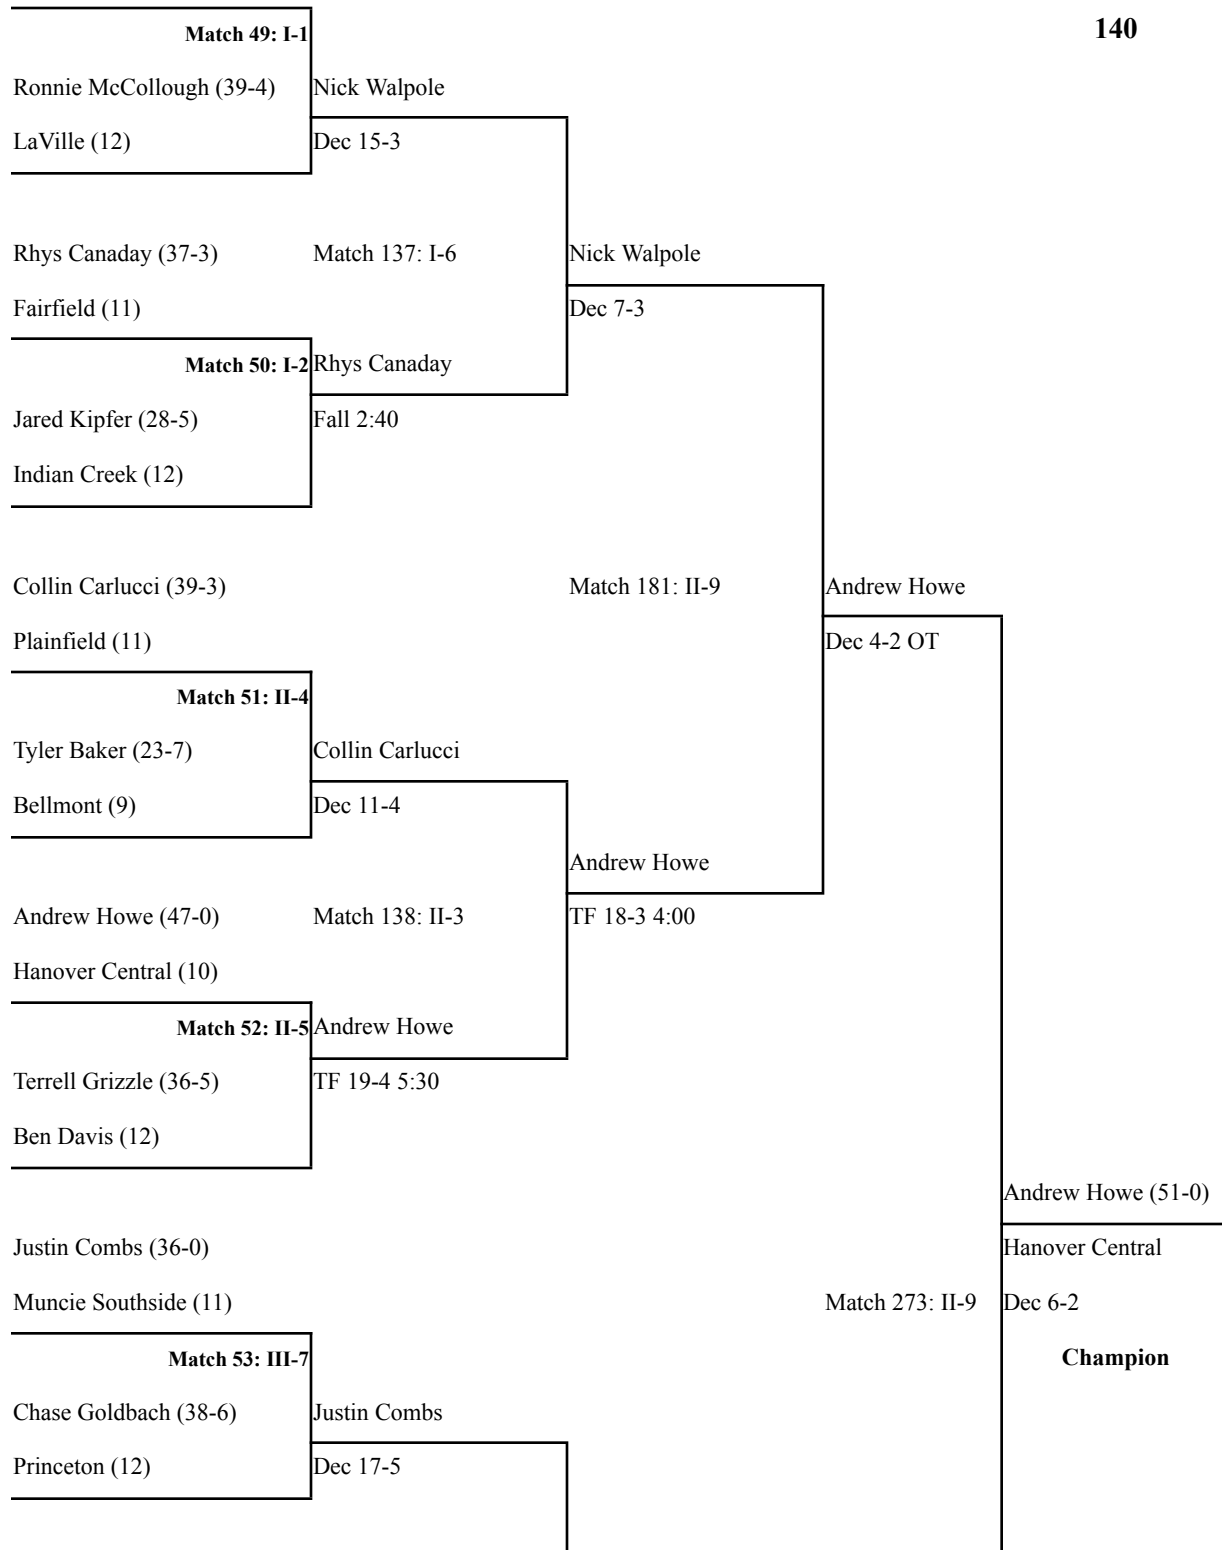 140
Match 49: I-1
Ronnie McCollough (39-4)
Nick Walpole
LaVille (12)
Dec 15-3
Rhys Canaday (37-3)
Match 137: I-6
Nick Walpole
Fairfield (11)
Dec 7-3
Match 50: I-2
Rhys Canaday
Jared Kipfer (28-5)
Fall 2:40
Indian Creek (12)
Collin Carlucci (39-3)
Match 181: II-9
Andrew Howe
Plainfield (11)
Dec 4-2 OT
Match 51: II-4
Tyler Baker (23-7)
Collin Carlucci
Bellmont (9)
Dec 11-4
Andrew Howe
Andrew Howe (47-0)
Match 138: II-3
TF 18-3 4:00
Hanover Central (10)
Match 52: II-5
Andrew Howe
Terrell Grizzle (36-5)
TF 19-4 5:30
Ben Davis (12)
Andrew Howe (51-0)
Justin Combs (36-0)
Hanover Central
Muncie Southside (11)
Match 273: II-9
Dec 6-2
Match 53: III-7
Champion
Chase Goldbach (38-6)
Justin Combs
Princeton (12)
Dec 17-5